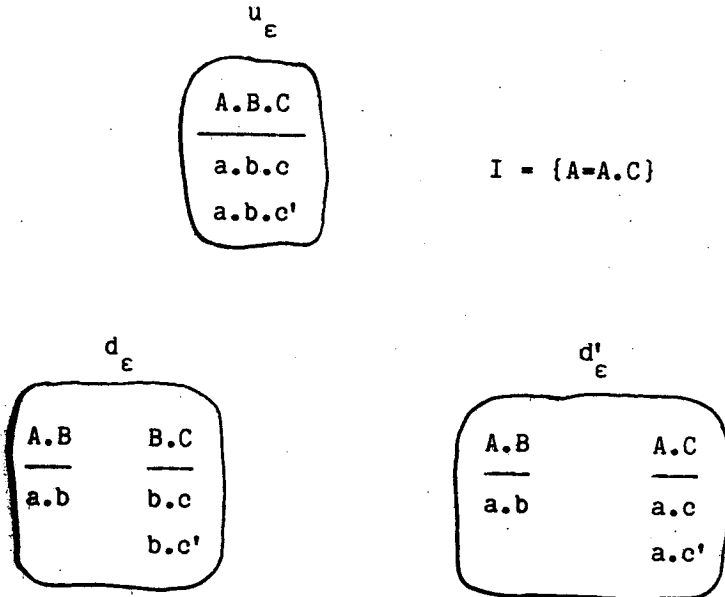 u_ε
A.B.C
a.b.c
a.b.c'
I = {A=A.C}
d_ε
A.B B.C
a.b b.c
b.c'
d'_ε
A.B A.C
a.b a.c
a.c'